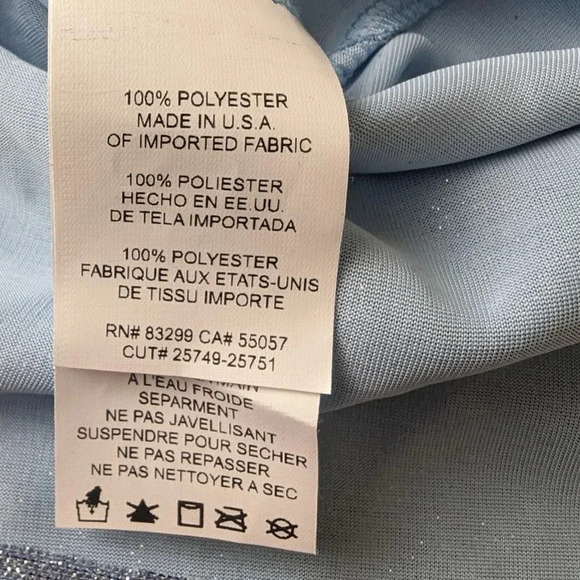 100% POLYESTER
MADE IN U.S.A.
OF IMPORTED FABRIC
100% POLIESTER
HECHO EN EE.UU.
DE TELA IMPORTADA
100% POLYESTER
FABRIQUE AUX ETATS-UNIS
DE TISSU IMPORTE
RN# 83299 CA# 55057
CUT# 25749-25751
MAIN
A L'EAU FROIDE
SEPARMENT
NE PAS JAVELLISANT
SUSPENDRE POUR SECHER
NE PAS REPASSER
NE PAS NETTOYER A SEC